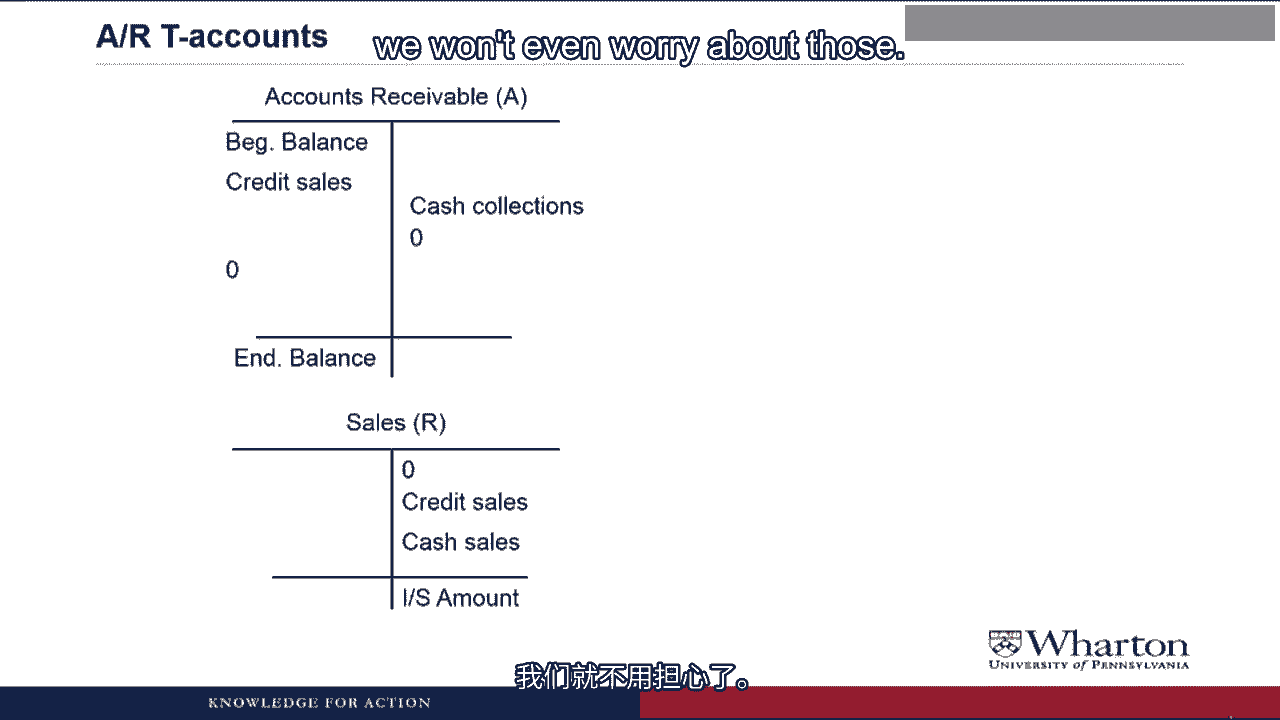 A/R T-accounts
we won't even worry about those.
Accounts Receivable (A)
Beg. Balance
Credit sales
Cash collections
0
0
End. Balance
Sales (R)
0
Credit sales
Cash sales
I/S Amount
Wharton
UNIVERSITY of PENNSYLVANIA
我们就不用担心了。
KNOWLEDGE FOR ACTION